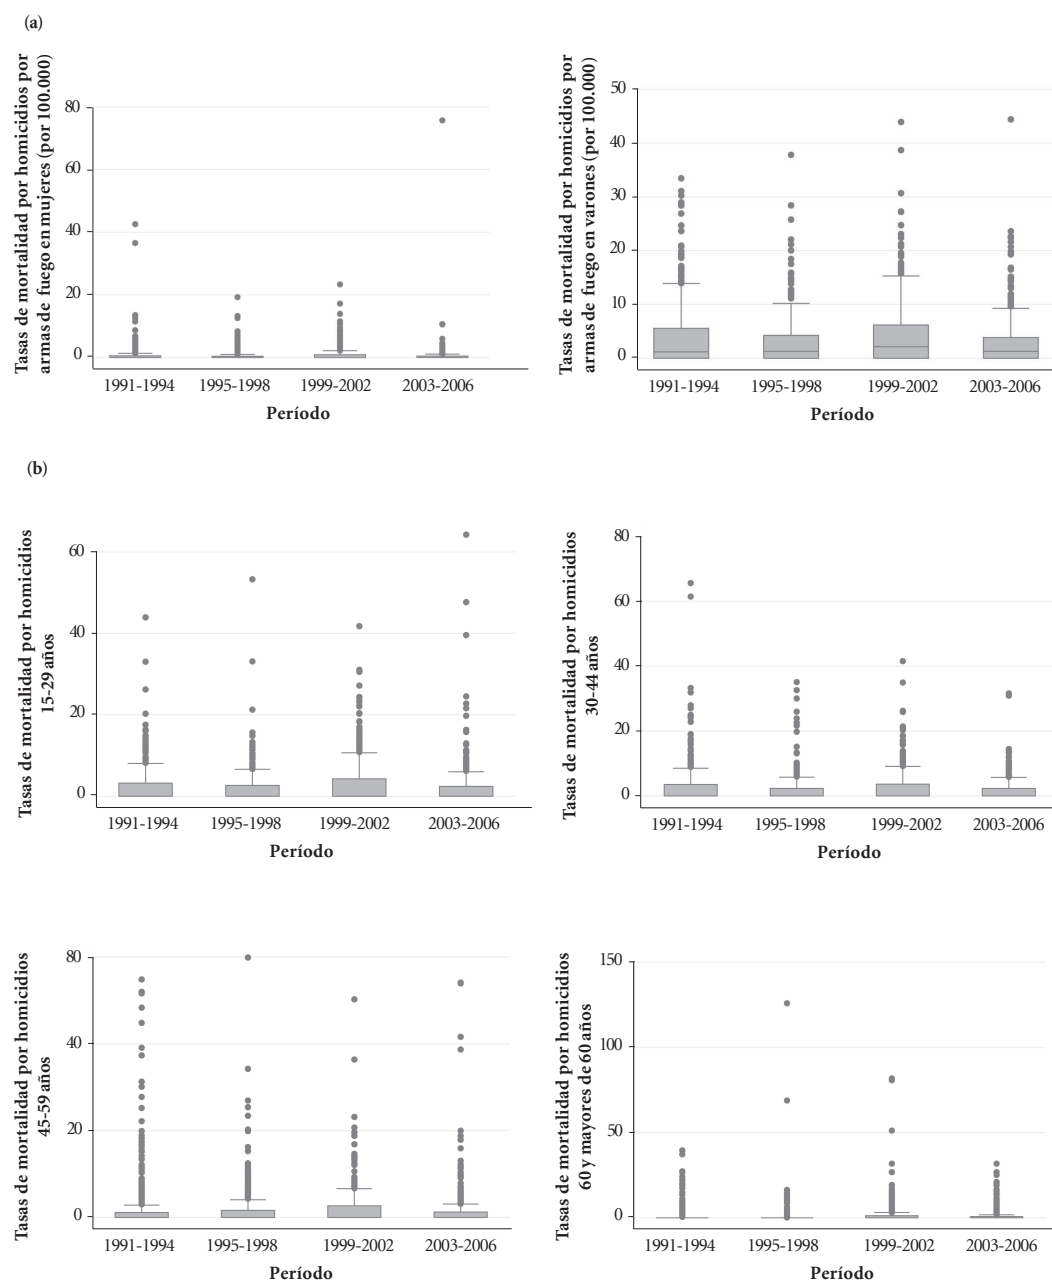 (a)
Tasas de mortalidad por homicidios por
armas de fuego en mujeres (por 100.000)
80
60
40
20
0
1991-1994 1995-1998 1999-2002 2003-2006
Período
Tasas de mortalidad por homicidios por
armas de fuego en varones (por 100.000)
50
40
30
20
10
0
1991-1994 1995-1998 1999-2002 2003-2006
Período
(b)
Tasas de mortalidad por homicidios
15-29 años
60
40
20
0
1991-1994 1995-1998 1999-2002 2003-2006
Período
Tasas de mortalidad por homicidios
30-44 años
80
60
40
20
0
1991-1994 1995-1998 1999-2002 2003-2006
Período
Tasas de mortalidad por homicidios
45-59 años
80
40
20
0
1991-1994 1995-1998 1999-2002 2003-2006
Período
Tasas de mortalidad por homicidios
60 y mayores de 60 años
150
100
50
0
1991-1994 1995-1998 1999-2002 2003-2006
Período